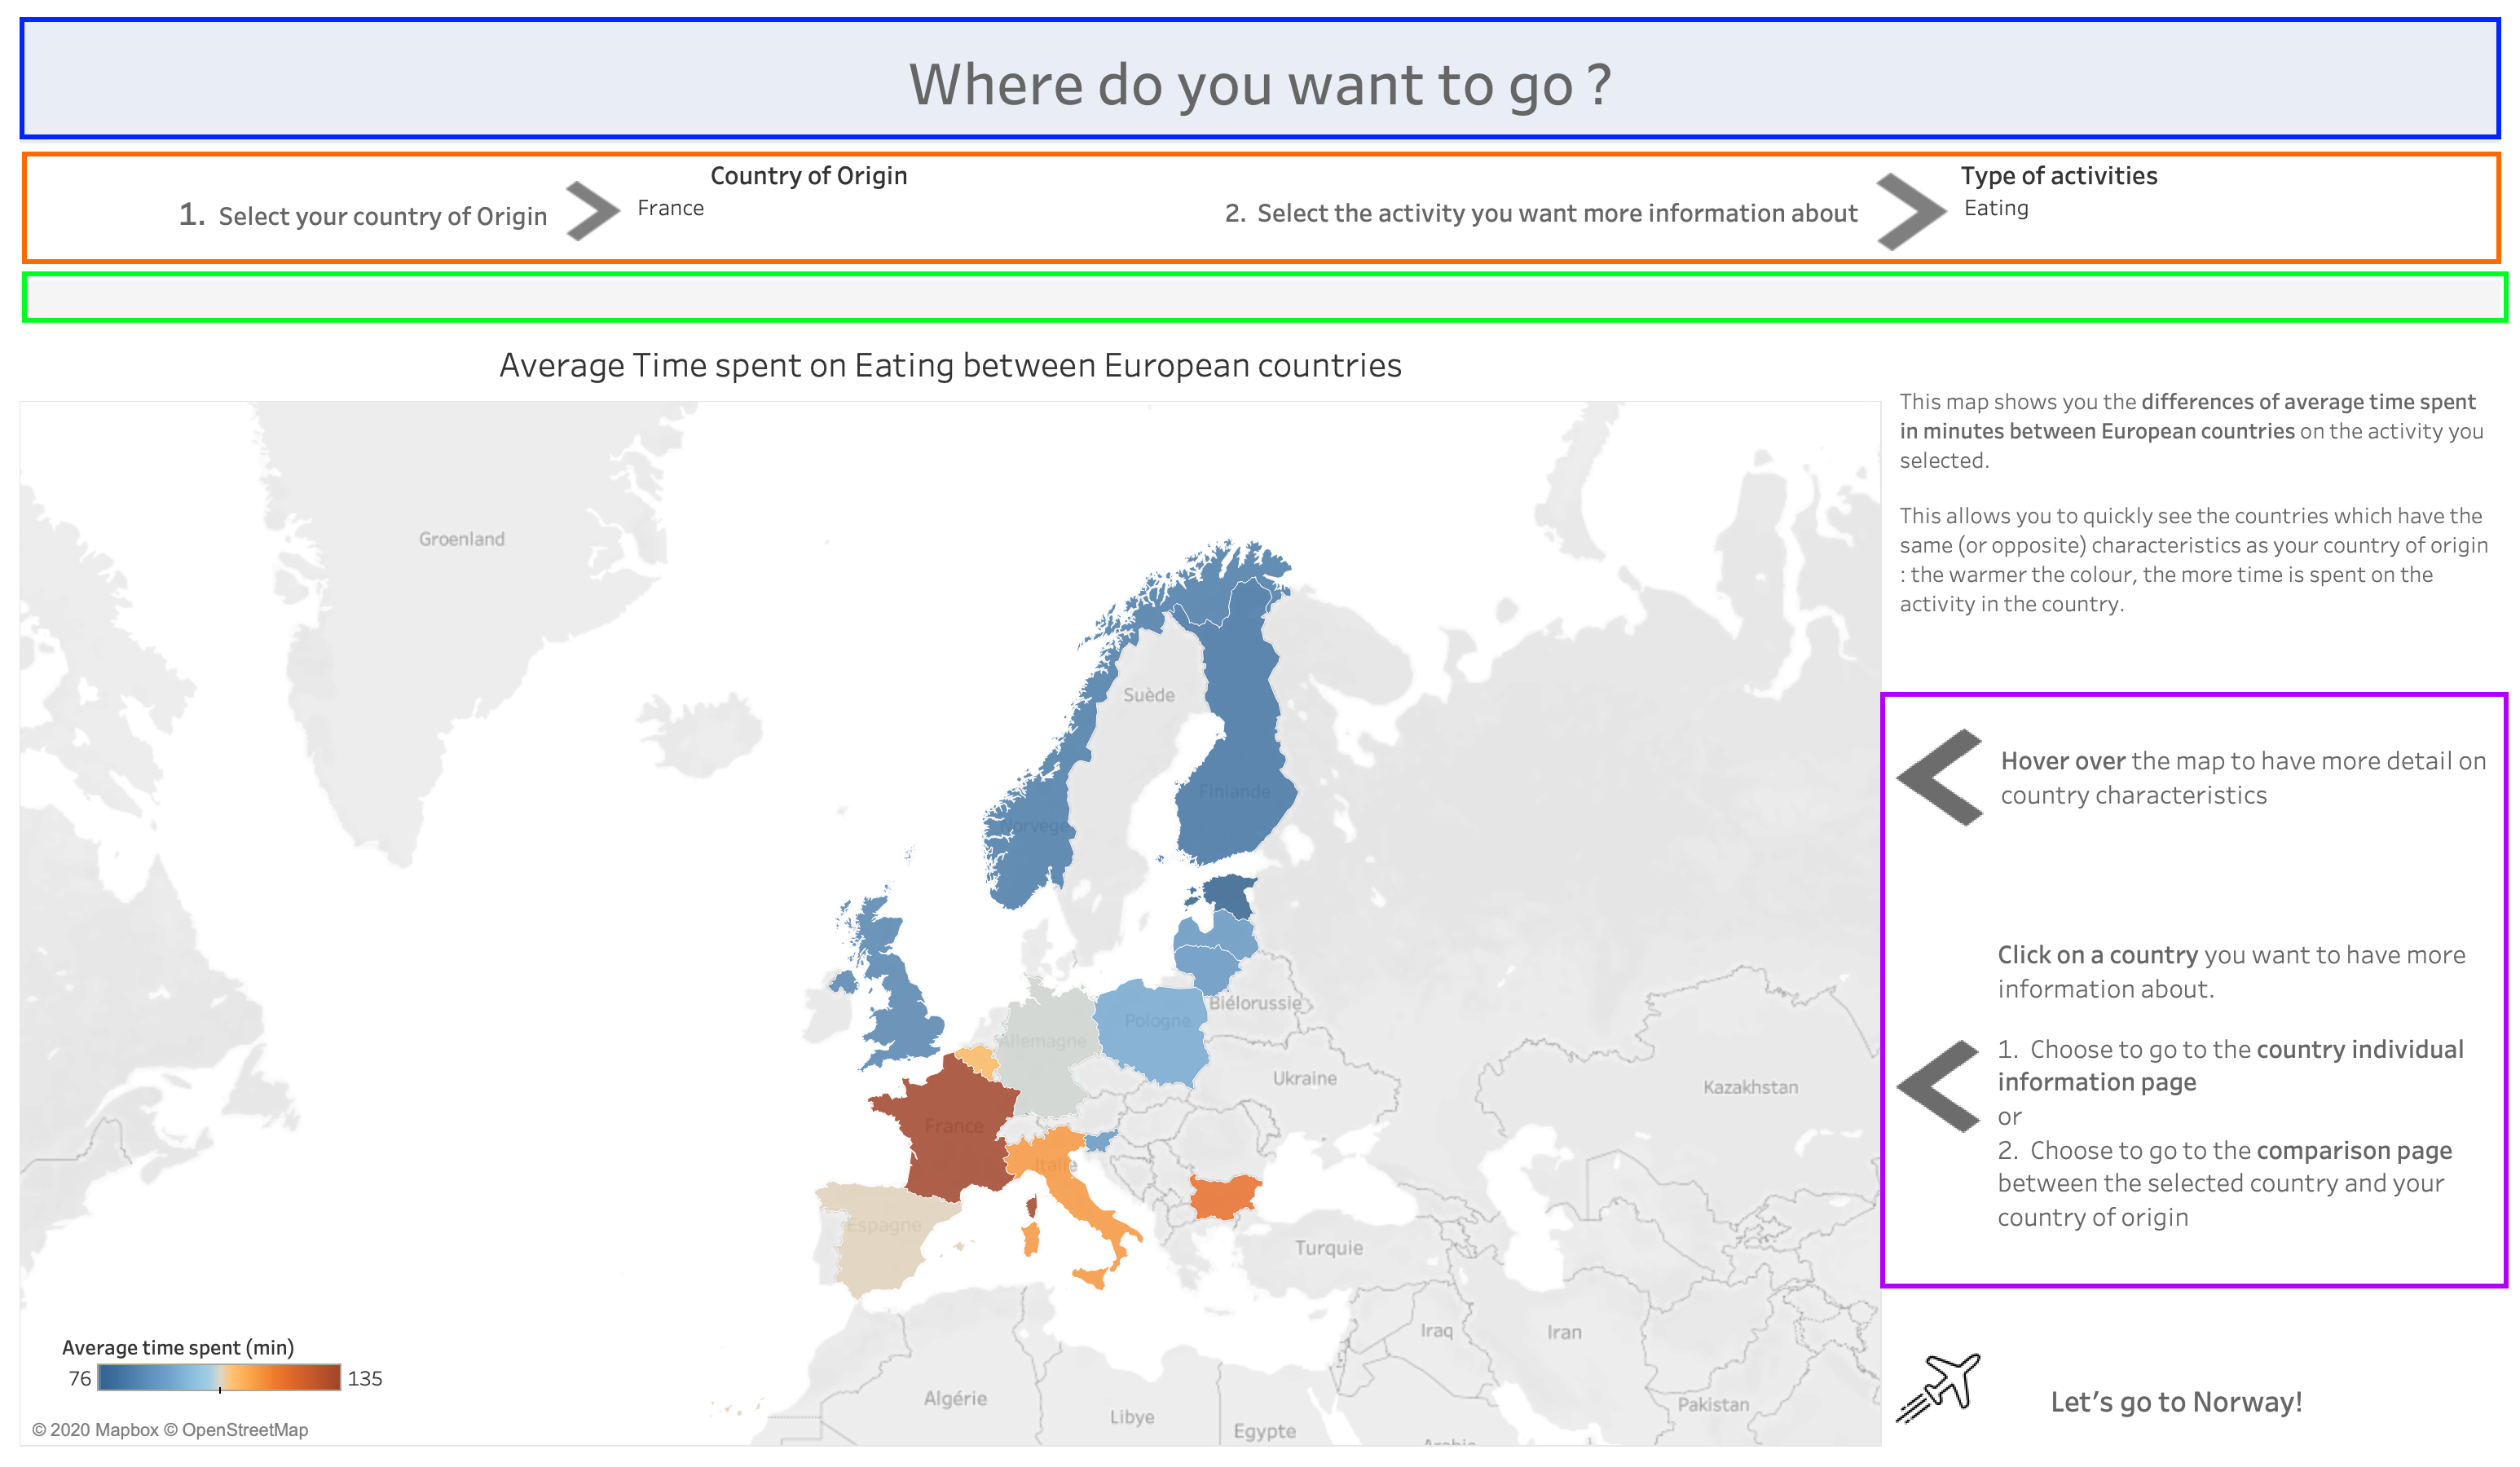 Where do you want to go ?
1. Select your country of Origin
Country of Origin
France
2. Select the activity you want more information about
Type of activities
Eating
Average Time spent on Eating between European countries
This map shows you the differences of average time spent
in minutes between European countries on the activity you
selected.
This allows you to quickly see the countries which have the
same (or opposite) characteristics as your country of origin
: the warmer the colour, the more time is spent on the
activity in the country.
Groenland
Suède
Finlande
Norvège
Biélorussie
Pologne
Allemagne
Ukraine
Kazakhstan
France
Italie
Espagne
Turquie
Iraq
Iran
Algérie
Libye
Egypte
Pakistan
Hover over the map to have more detail on
country characteristics
Click on a country you want to have more
information about.
1. Choose to go to the country individual
information page
or
2. Choose to go to the comparison page
between the selected country and your
country of origin
Average time spent (min)
76 135
© 2020 Mapbox © OpenStreetMap
Let's go to Norway!